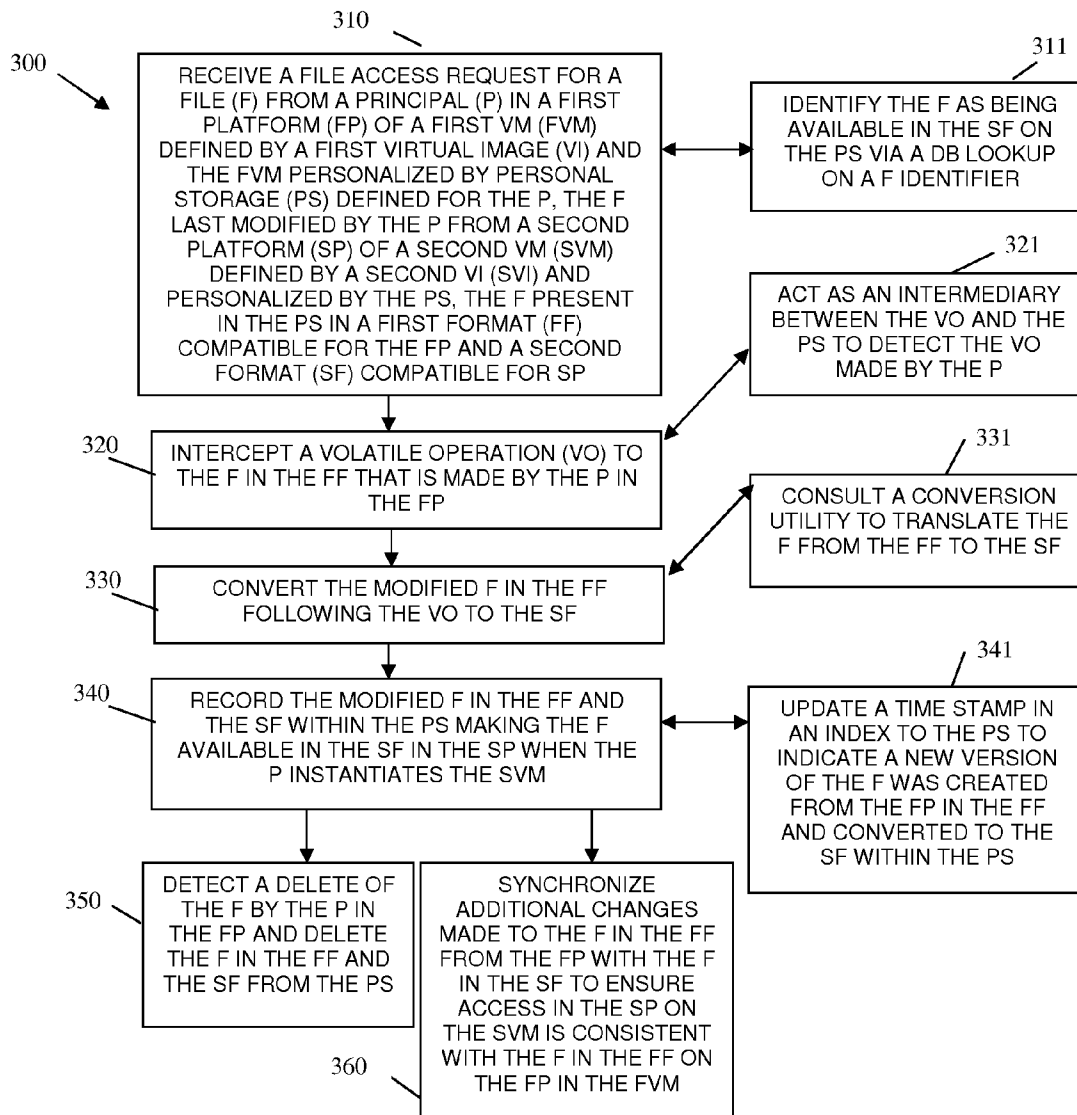 300
310
RECEIVE A FILE ACCESS REQUEST FOR A
FILE (F) FROM A PRINCIPAL (P) IN A FIRST
PLATFORM (FP) OF A FIRST VM (FVM)
DEFINED BY A FIRST VIRTUAL IMAGE (VI) AND
THE FVM PERSONALIZED BY PERSONAL
STORAGE (PS) DEFINED FOR THE P, THE F
LAST MODIFIED BY THE P FROM A SECOND
PLATFORM (SP) OF A SECOND VM (SVM)
DEFINED BY A SECOND VI (SVI) AND
PERSONALIZED BY THE PS, THE F PRESENT
IN THE PS IN A FIRST FORMAT (FF)
COMPATIBLE FOR THE FP AND A SECOND
FORMAT (SF) COMPATIBLE FOR SP
311
IDENTIFY THE F AS BEING
AVAILABLE IN THE SF ON
THE PS VIA A DB LOOKUP
ON A F IDENTIFIER
320
INTERCEPT A VOLATILE OPERATION (VO) TO
THE F IN THE FF THAT IS MADE BY THE P IN
THE FP
321
ACT AS AN INTERMEDIARY
BETWEEN THE VO AND THE
PS TO DETECT THE VO
MADE BY THE P
330
CONVERT THE MODIFIED F IN THE FF
FOLLOWING THE VO TO THE SF
331
CONSULT A CONVERSION
UTILITY TO TRANSLATE THE
F FROM THE FF TO THE SF
340
RECORD THE MODIFIED F IN THE FF AND
THE SF WITHIN THE PS MAKING THE F
AVAILABLE IN THE SF IN THE SP WHEN THE
P INSTANTIATES THE SVM
341
UPDATE A TIME STAMP IN
AN INDEX TO THE PS TO
INDICATE A NEW VERSION
OF THE F WAS CREATED
FROM THE FP IN THE FF
AND CONVERTED TO THE
SF WITHIN THE PS
350
DETECT A DELETE OF
THE F BY THE P IN
THE FP AND DELETE
THE F IN THE FF AND
THE SF FROM THE PS
360
SYNCHRONIZE
ADDITIONAL CHANGES
MADE TO THE F IN THE FF
FROM THE FP WITH THE F
IN THE SF TO ENSURE
ACCESS IN THE SP ON
THE SVM IS CONSISTENT
WITH THE F IN THE FF ON
THE FP IN THE FVM